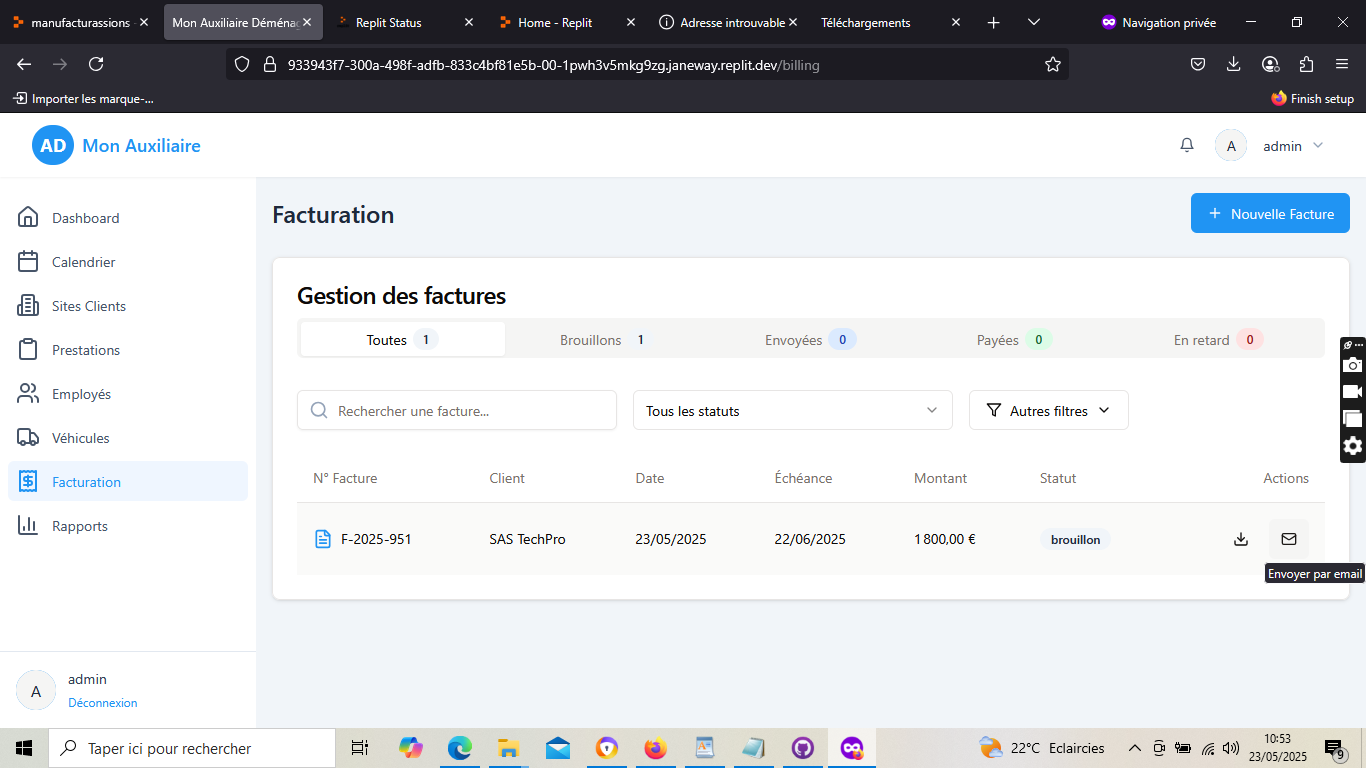 manufacturassions
Mon Auxiliaire Déména
Replit Status
Home - Replit
Adresse introuvable
Téléchargements
Navigation privée
933943f7-300a-498f-adfb-833c4bf81e5b-00-1pwh3v5mkg9zg.janeway.replit.dev/billing
Importer les marque-...
Finish setup
AD
Mon Auxiliaire
A
admin
Dashboard
Calendrier
Sites Clients
Prestations
Employés
Véhicules
Facturation
Rapports
A
admin
Déconnexion
Facturation
+ Nouvelle Facture
Gestion des factures
Toutes 1
Brouillons 1
Envoyées 0
Payées 0
En retard 0
Rechercher une facture...
Tous les statuts
Autres filtres
N° Facture Client Date Échéance Montant Statut Actions
F-2025-951 SAS TechPro 23/05/2025 22/06/2025 1 800,00 € brouillon
Envoyer par email
Taper ici pour rechercher
22°C Eclaircies
10:53
23/05/2025
9